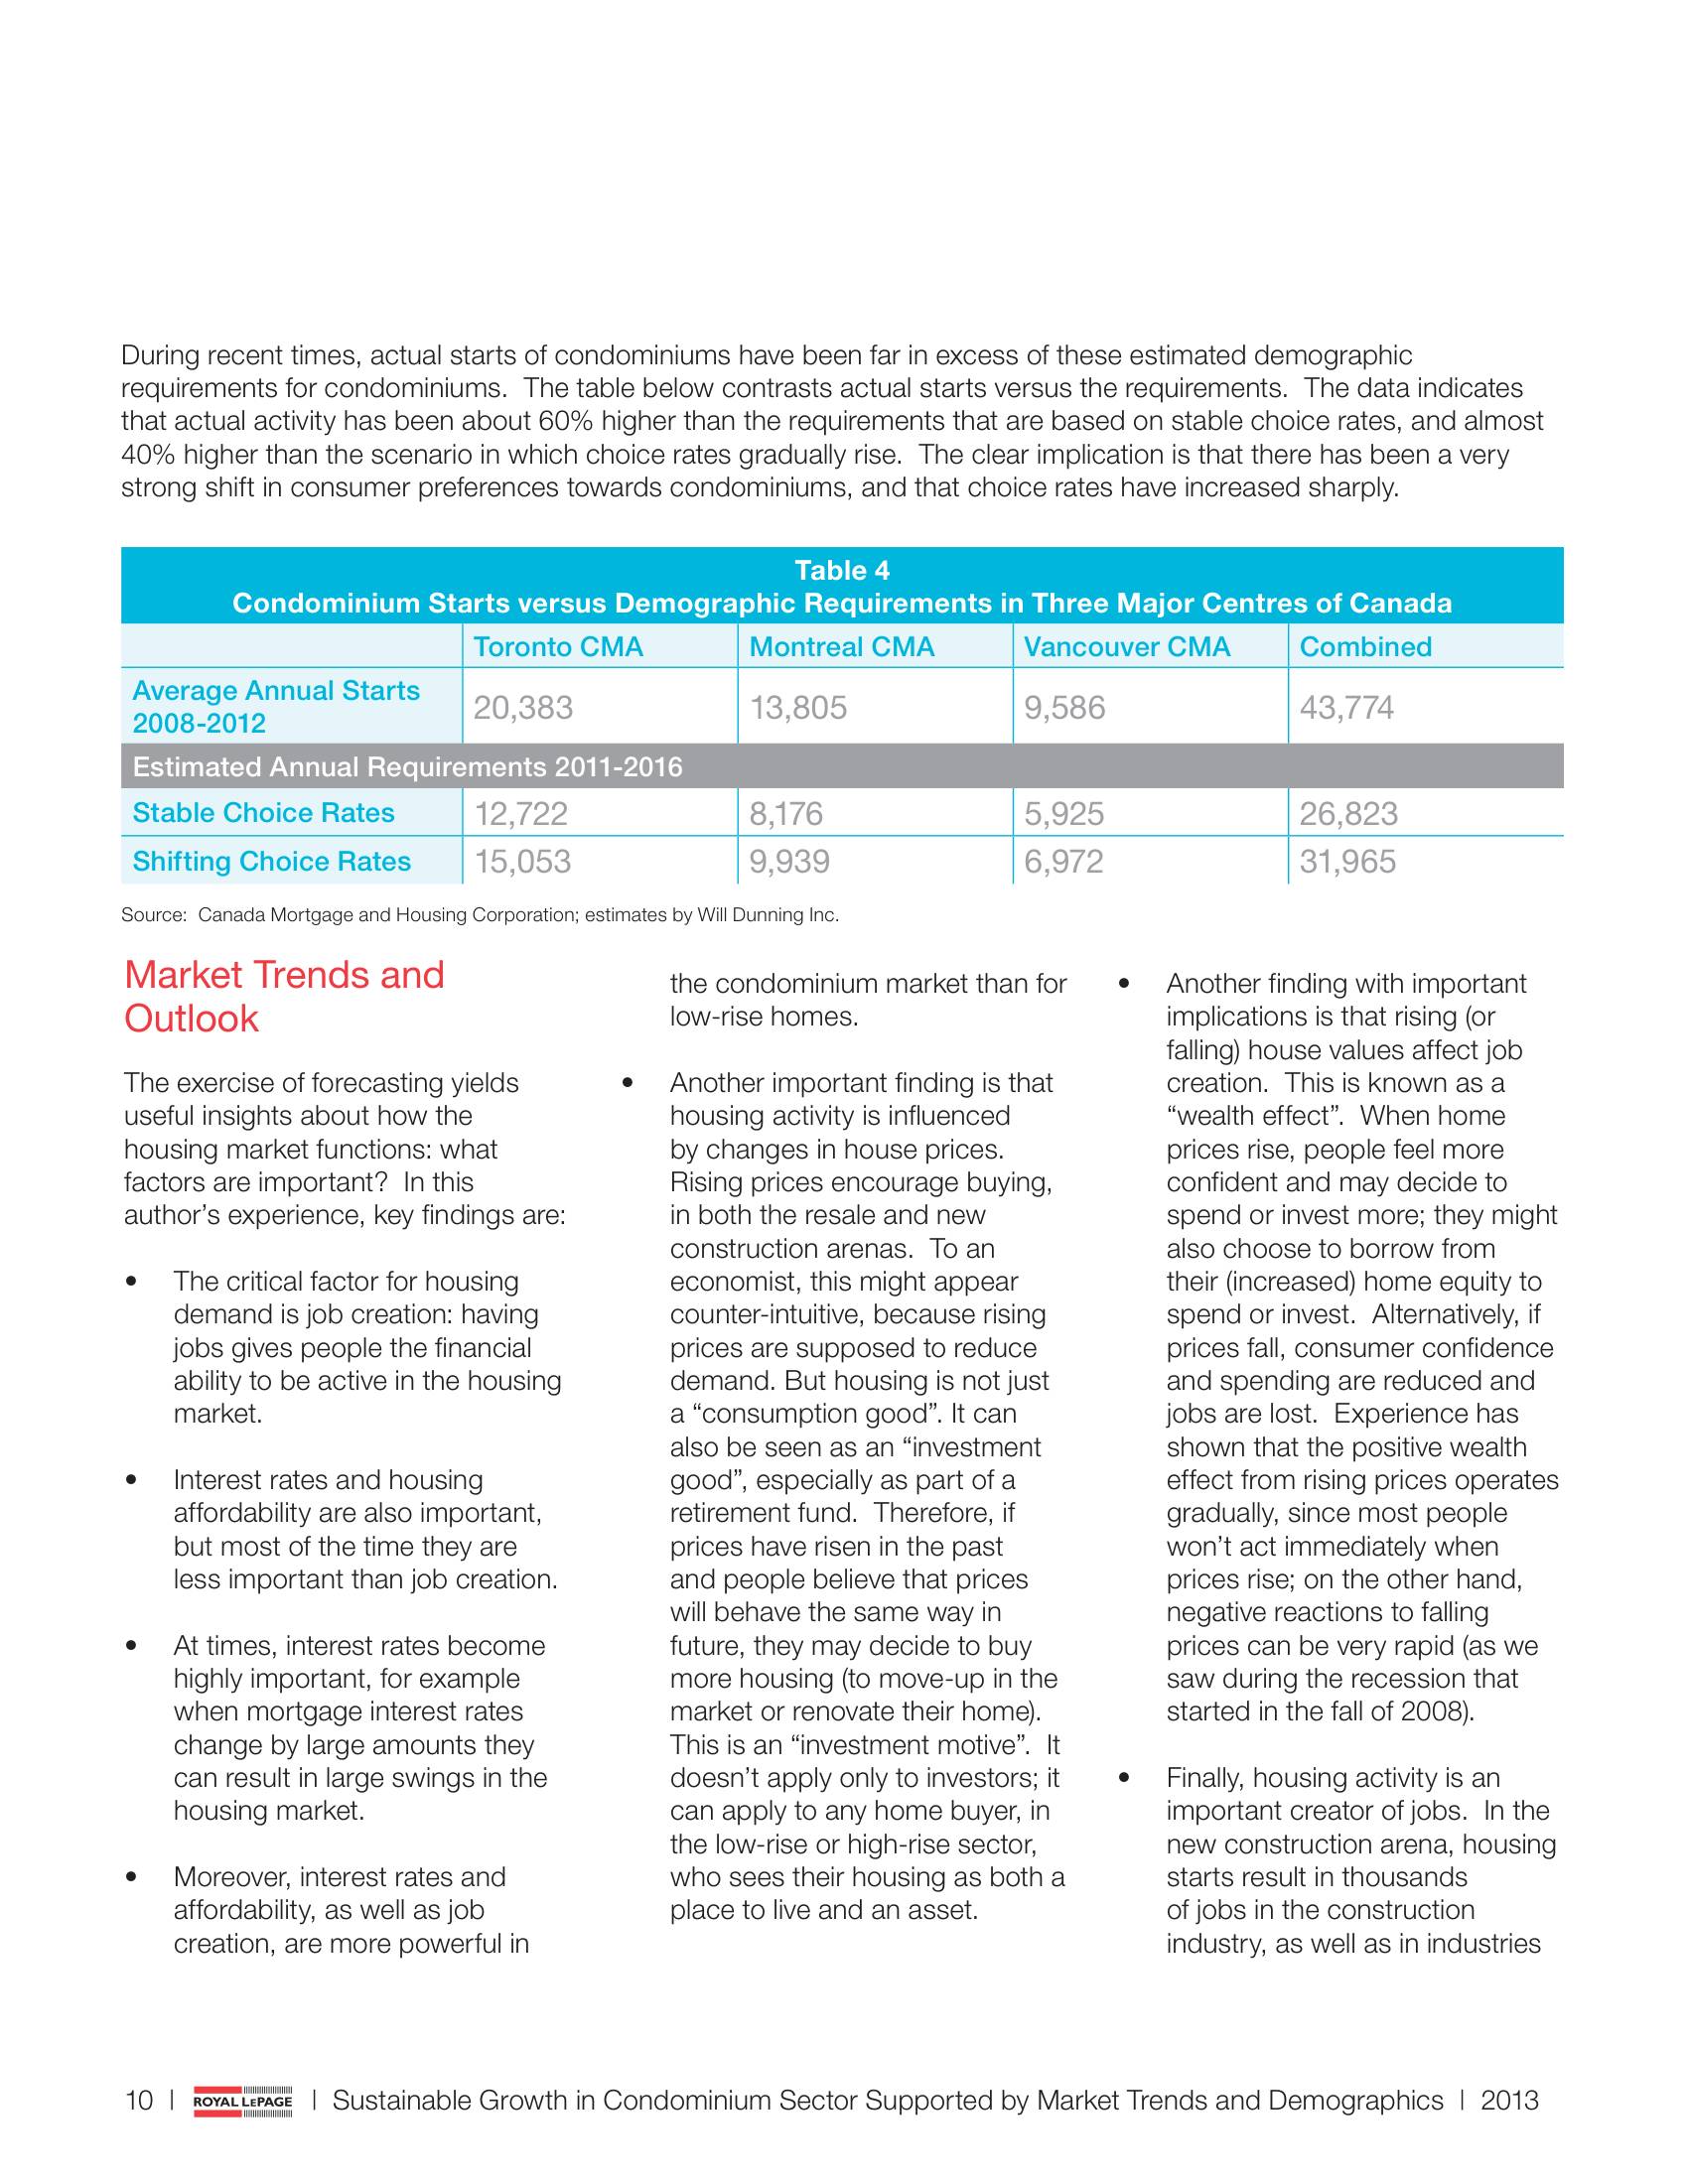 During recent times, actual starts of condominiums have been far in excess of these estimated demographic
requirements for condominiums.  The table below contrasts actual starts versus the requirements.  The data indicates
that actual activity has been about 60% higher than the requirements that are based on stable choice rates, and almost
40% higher than the scenario in which choice rates gradually rise.  The clear implication is that there has been a very
strong shift in consumer preferences towards condominiums, and that choice rates have increased sharply.
Table 4
Condominium Starts versus Demographic Requirements in Three Major Centres of Canada
Toronto CMA Montreal CMA Vancouver CMA Combined
Average Annual Starts
2008-2012 20,383 13,805 9,586 43,774
Estimated Annual Requirements 2011-2016
Stable Choice Rates 12,722 8,176 5,925 26,823
Shifting Choice Rates 15,053 9,939 6,972 31,965
Source:  Canada Mortgage and Housing Corporation; estimates by Will Dunning Inc.
Market Trends and
Outlook
The exercise of forecasting yields
useful insights about how the
housing market functions: what
factors are important?  In this
author's experience, key findings are:
• The critical factor for housing
demand is job creation: having
jobs gives people the financial
ability to be active in the housing
market.
• Interest rates and housing
affordability are also important,
but most of the time they are
less important than job creation.
• At times, interest rates become
highly important, for example
when mortgage interest rates
change by large amounts they
can result in large swings in the
housing market.
• Moreover, interest rates and
affordability, as well as job
creation, are more powerful in
the condominium market than for
low-rise homes.
• Another important finding is that
housing activity is influenced
by changes in house prices.
Rising prices encourage buying,
in both the resale and new
construction arenas.  To an
economist, this might appear
counter-intuitive, because rising
prices are supposed to reduce
demand. But housing is not just
a “consumption good”. It can
also be seen as an “investment
good”, especially as part of a
retirement fund.  Therefore, if
prices have risen in the past
and people believe that prices
will behave the same way in
future, they may decide to buy
more housing (to move-up in the
market or renovate their home).
This is an “investment motive”.  It
doesn’t apply only to investors; it
can apply to any home buyer, in
the low-rise or high-rise sector,
who sees their housing as both a
place to live and an asset.
• Another finding with important
implications is that rising (or
falling) house values affect job
creation.  This is known as a
“wealth effect”.  When home
prices rise, people feel more
confident and may decide to
spend or invest more; they might
also choose to borrow from
their (increased) home equity to
spend or invest.  Alternatively, if
prices fall, consumer confidence
and spending are reduced and
jobs are lost.  Experience has
shown that the positive wealth
effect from rising prices operates
gradually, since most people
won’t act immediately when
prices rise; on the other hand,
negative reactions to falling
prices can be very rapid (as we
saw during the recession that
started in the fall of 2008).
• Finally, housing activity is an
important creator of jobs.  In the
new construction arena, housing
starts result in thousands
of jobs in the construction
industry, as well as in industries
10 | ROYAL LEPAGE | Sustainable Growth in Condominium Sector Supported by Market Trends and Demographics | 2013